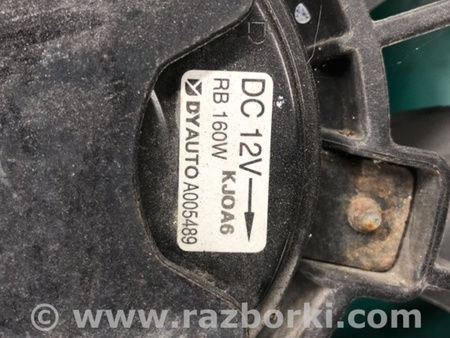 DC 12V
RB 160W KJOA6
DYAUTO A005489
© www.razborki.com